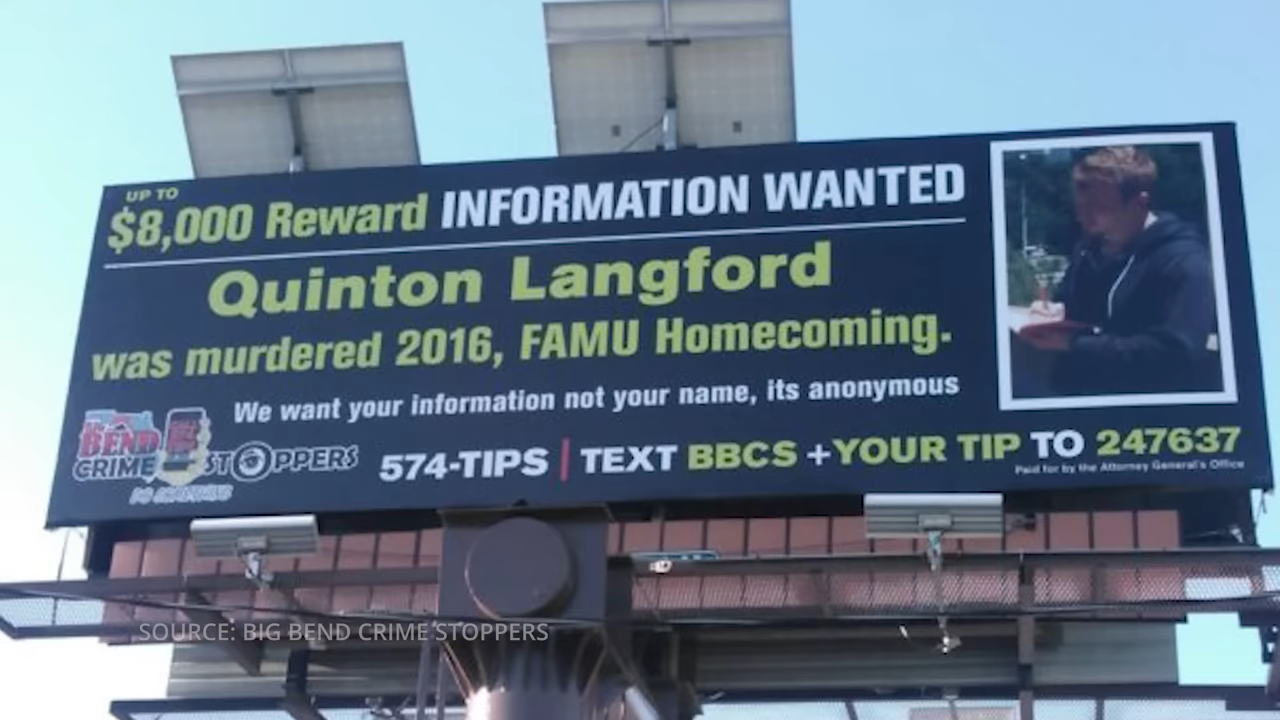 UP TO
$8,000 Reward INFORMATION WANTED
Quinton Langford
was murdered 2016, FAMU Homecoming.
We want your information not your name, its anonymous
BEND
CRIME STOPPERS
574-TIPS | TEXT BBCS +YOUR TIP TO 247637
Paid for by the Attorney General's Office
SOURCE: BIG BEND CRIME STOPPERS